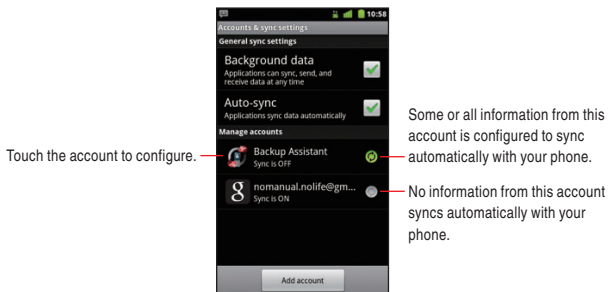 10:58
Accounts & sync settings
General sync settings
Background data
Applications can sync, send, and
receive data at any time
Auto-sync
Applications sync data automatically
Manage accounts
Backup Assistant
Sync is OFF
nomanual.nolife@gm...
Sync is ON
Add account
Touch the account to configure.
Some or all information from this
account is configured to sync
automatically with your phone.
No information from this account
syncs automatically with your
phone.